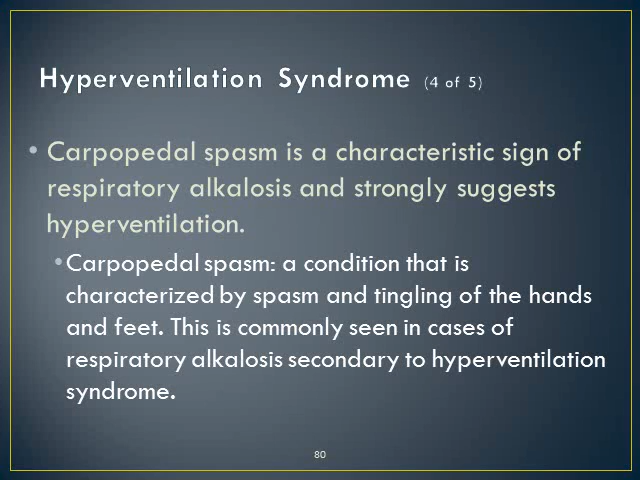 Hyperventilation Syndrome (4 of 5)
• Carpopedal spasm is a characteristic sign of
respiratory alkalosis and strongly suggests
hyperventilation.
• Carpopedal spasm: a condition that is
characterized by spasm and tingling of the hands
and feet. This is commonly seen in cases of
respiratory alkalosis secondary to hyperventilation
syndrome.
80